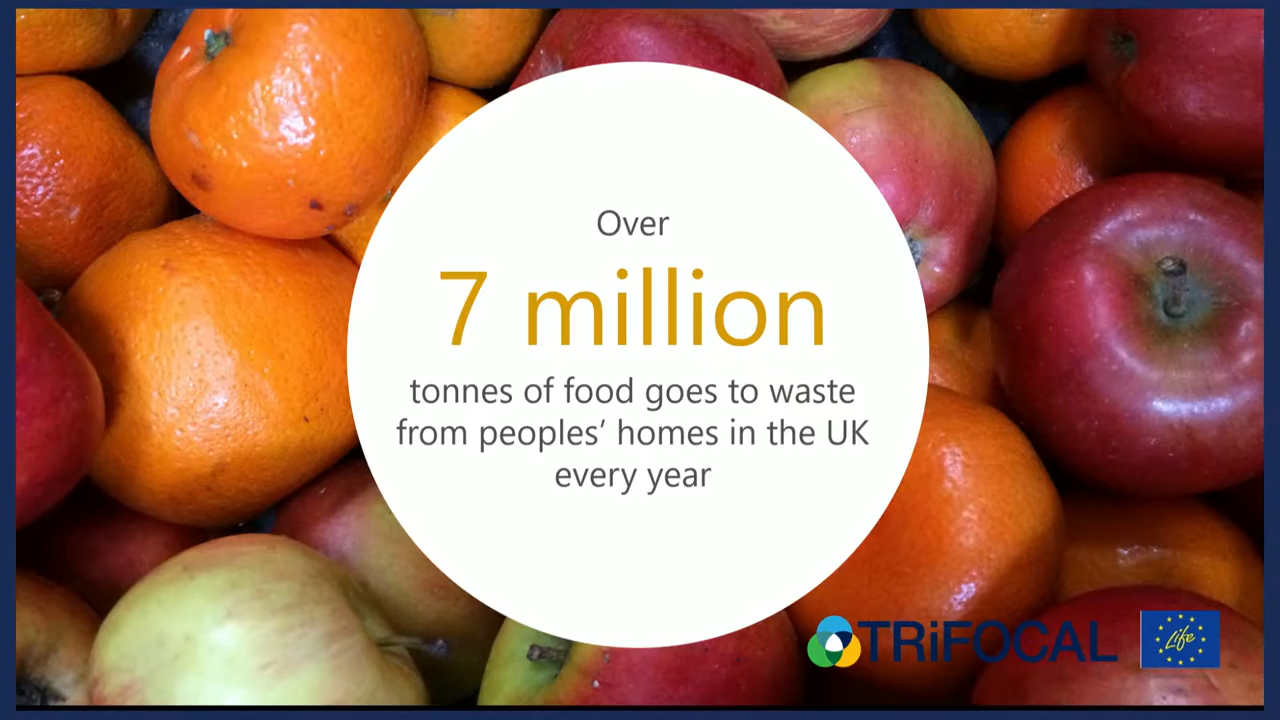 Over
7 million
tonnes of food goes to waste
from peoples’ homes in the UK
every year
TRiFOCAL
Life